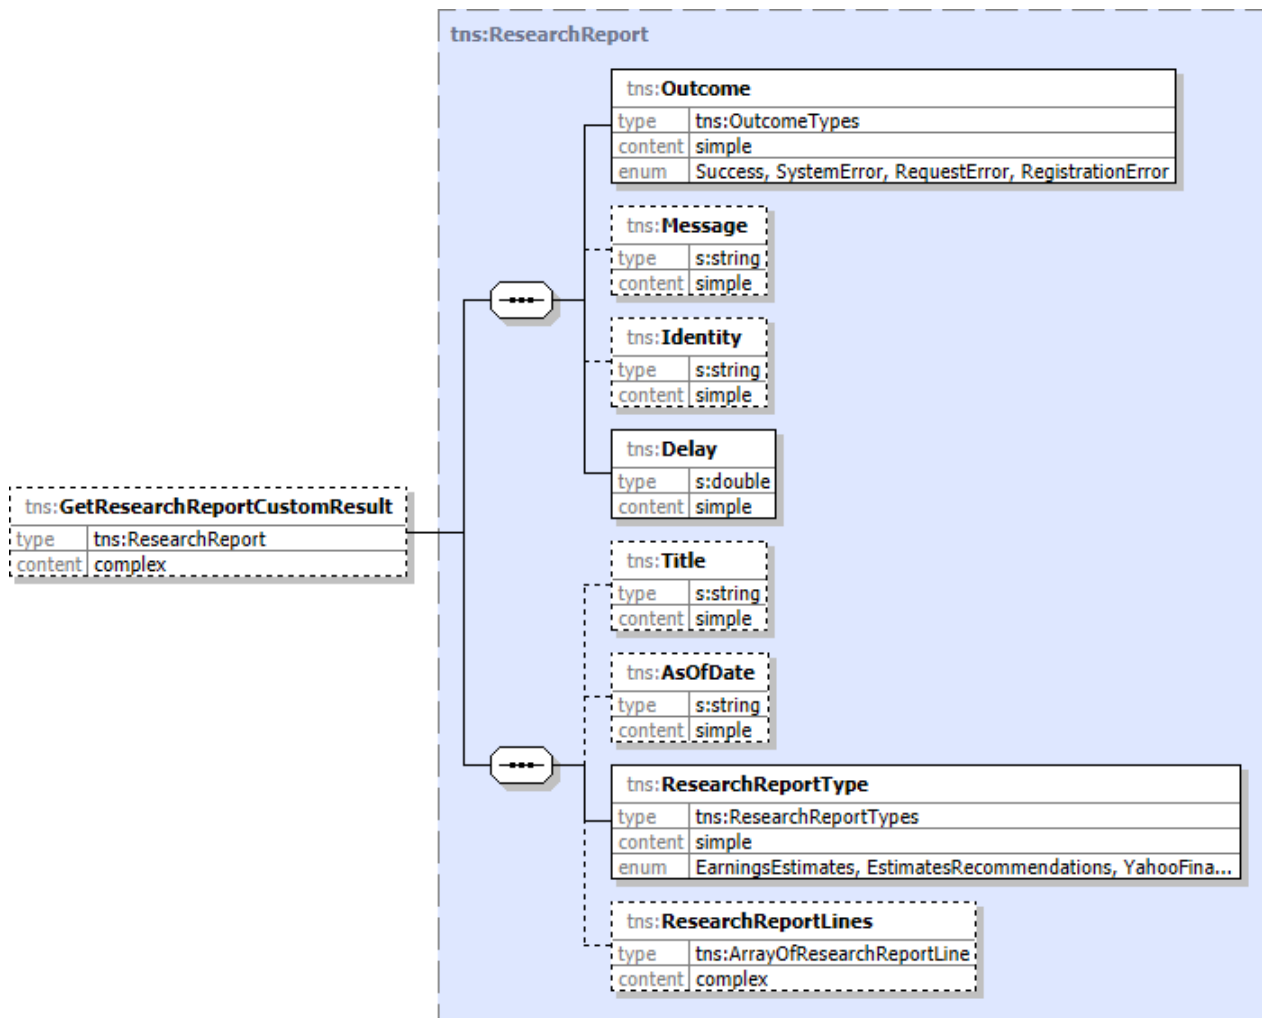 tns:ResearchReport
tns:Outcome
type tns:OutcomeTypes
content simple
enum Success, SystemError, RequestError, RegistrationError
tns:Message
type s:string
content simple
tns:Identity
type s:string
content simple
tns:Delay
type s:double
content simple
tns:GetResearchReportCustomResult
type tns:ResearchReport
content complex
tns:Title
type s:string
content simple
tns:AsOfDate
type s:string
content simple
tns:ResearchReportType
type tns:ResearchReportTypes
content simple
enum EarningsEstimates, EstimatesRecommendations, YahooFina...
tns:ResearchReportLines
type tns:ArrayOfResearchReportLine
content complex